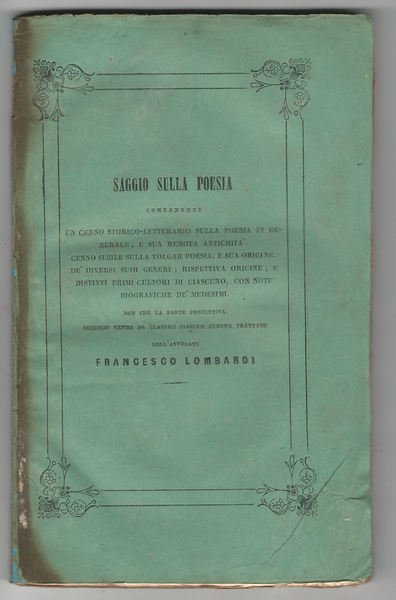 SAGGIO SULLA POESIA
CONTENENTE
UN CENNO STORICO-LETTERARIO SULLA POESIA IN GE-
NERALE, E SUA REMOTA ANTICHITA'
CENNO SIMILE SULLA VOLGAR POESIA, E SUA ORIGINE.
DE' DIVERSI SUOI GENERI; RISPETTIVA ORIGINE; E
DISTINTI PRIMI CULTORI DI CIASCUNO, CON NOTE
BIOGRAFICHE DE' MEDESIMI.
NON CHE LA PARTE PRECETTIVA
SECONDO VENNE DA CLASSICI CIASCUN GENERE TRATTATO
DELL'AVVOCATO
FRANCESCO LOMBARDI